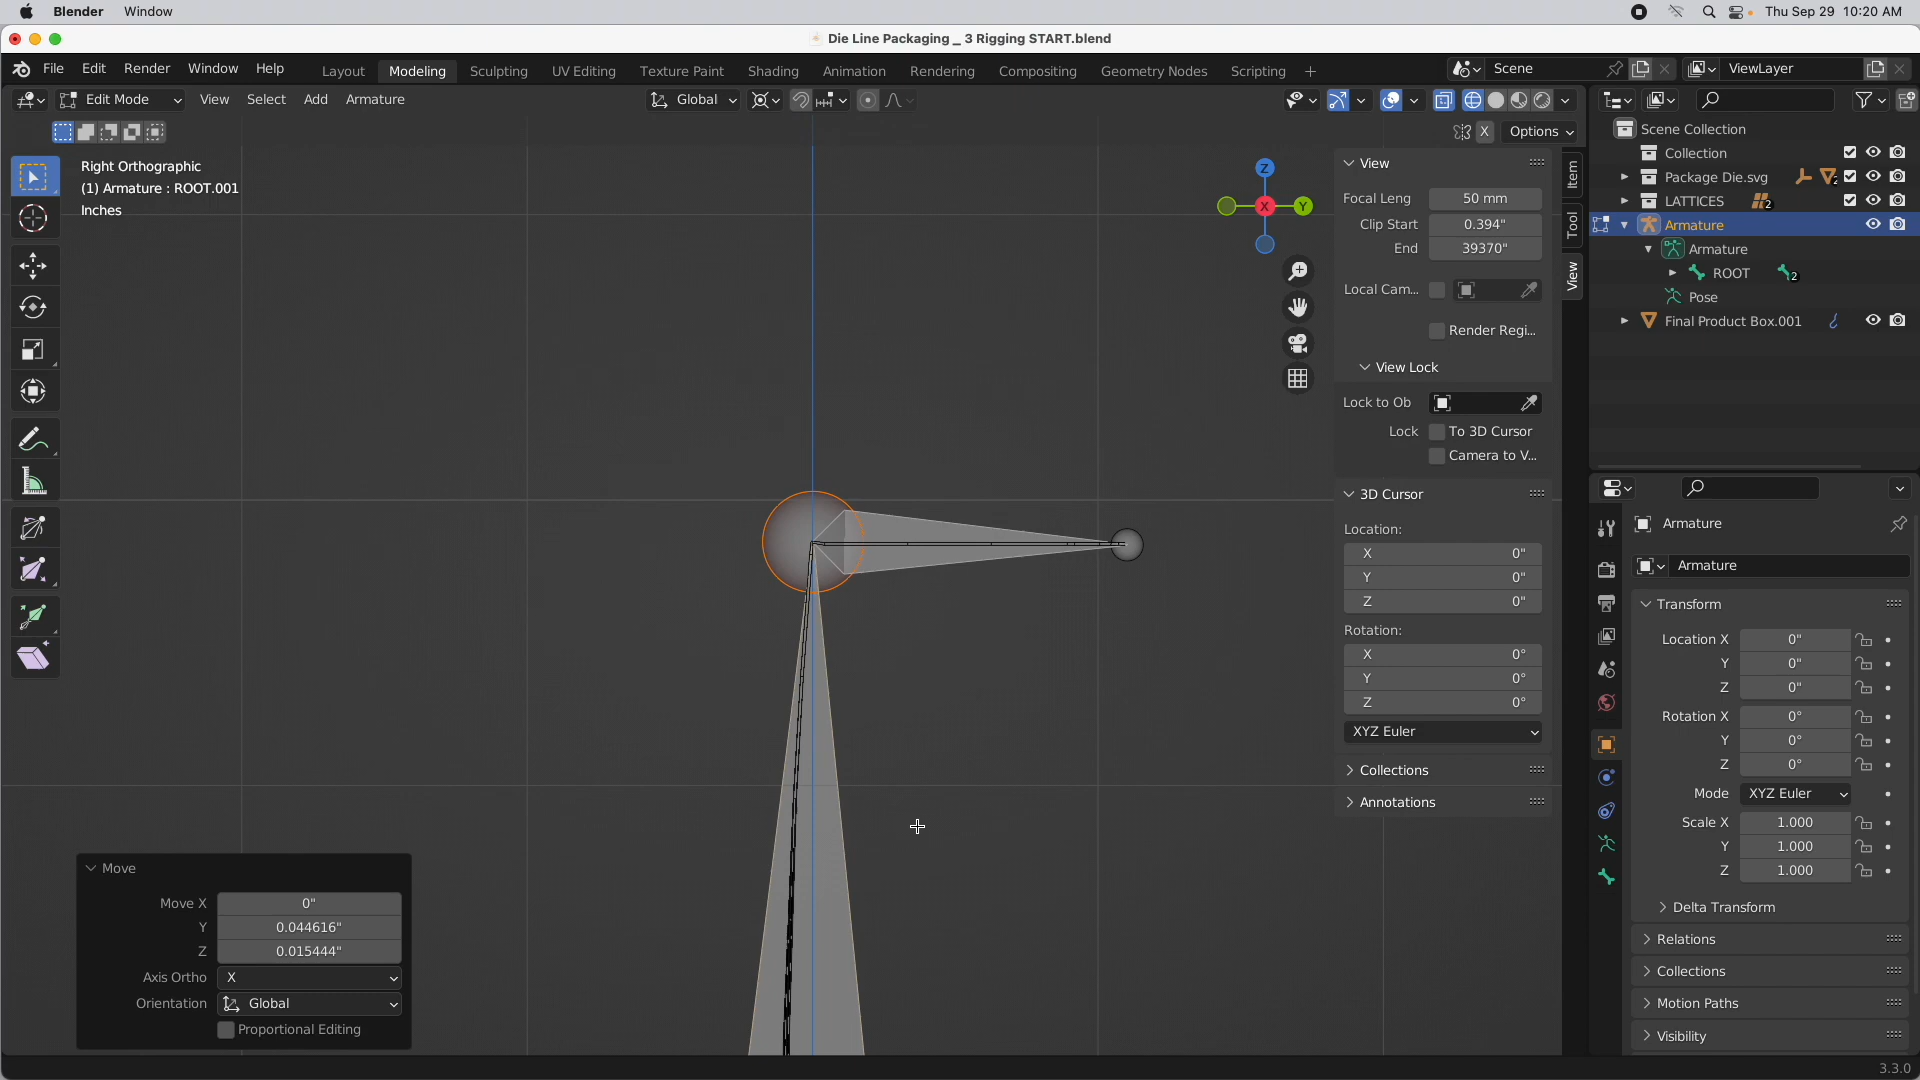 Blender Window Thu Sep 29 10:20 AM
Die Line Packaging _ 3 Rigging START.blend
File Edit Render Window Help Layout Modeling Sculpting UV Editing Texture Paint Shading Animation Rendering Compositing Geometry Nodes Scripting + Scene ViewLayer
Edit Mode View Select Add Armature Global
X Options
Right Orthographic
(1) Armature : ROOT.001
Inches
Z
X
Y
View
Focal Leng 50 mm
Clip Start 0.394"
End 39370"
Local Cam...
Render Regi...
View Lock
Lock to Ob
Lock To 3D Cursor
Camera to V...
3D Cursor
Location:
X 0"
Y 0"
Z 0"
Rotation:
X 0°
Y 0°
Z 0°
XYZ Euler
Collections
Annotations
Item
Tool
View
Scene Collection
Collection
Package Die.svg 2
LATTICES 2
Armature
Armature
ROOT 2
Pose
Final Product Box.001
Armature
Armature
Transform
Location X 0"
Y 0"
Z 0"
Rotation X 0°
Y 0°
Z 0°
Mode XYZ Euler
Scale X 1.000
Y 1.000
Z 1.000
Delta Transform
Relations
Collections
Motion Paths
Visibility
Move
Move X 0"
Y 0.044616"
Z 0.015444"
Axis Ortho X
Orientation Global
Proportional Editing
3.3.0